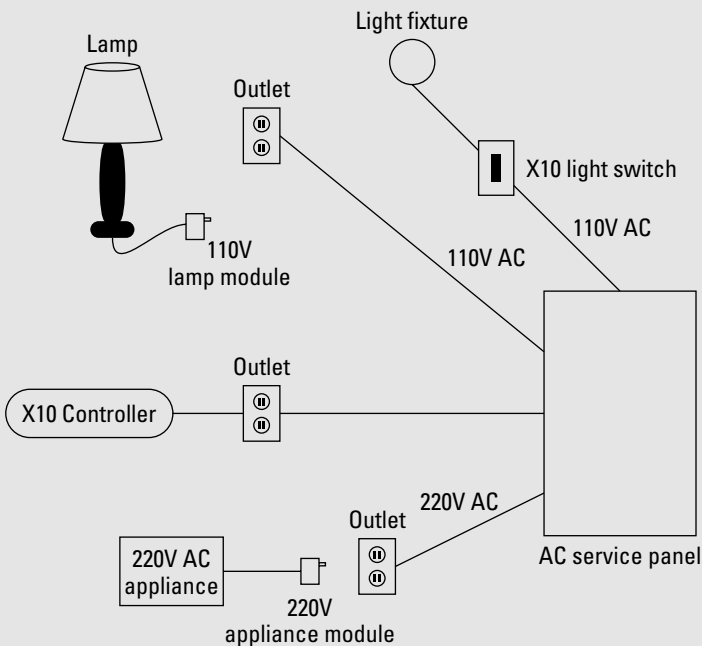 Light fixture
Lamp
Outlet
X10 light switch
110V AC
110V
lamp module
110V AC
Outlet
X10 Controller
220V AC
Outlet
AC service panel
220V AC
appliance
220V
appliance module